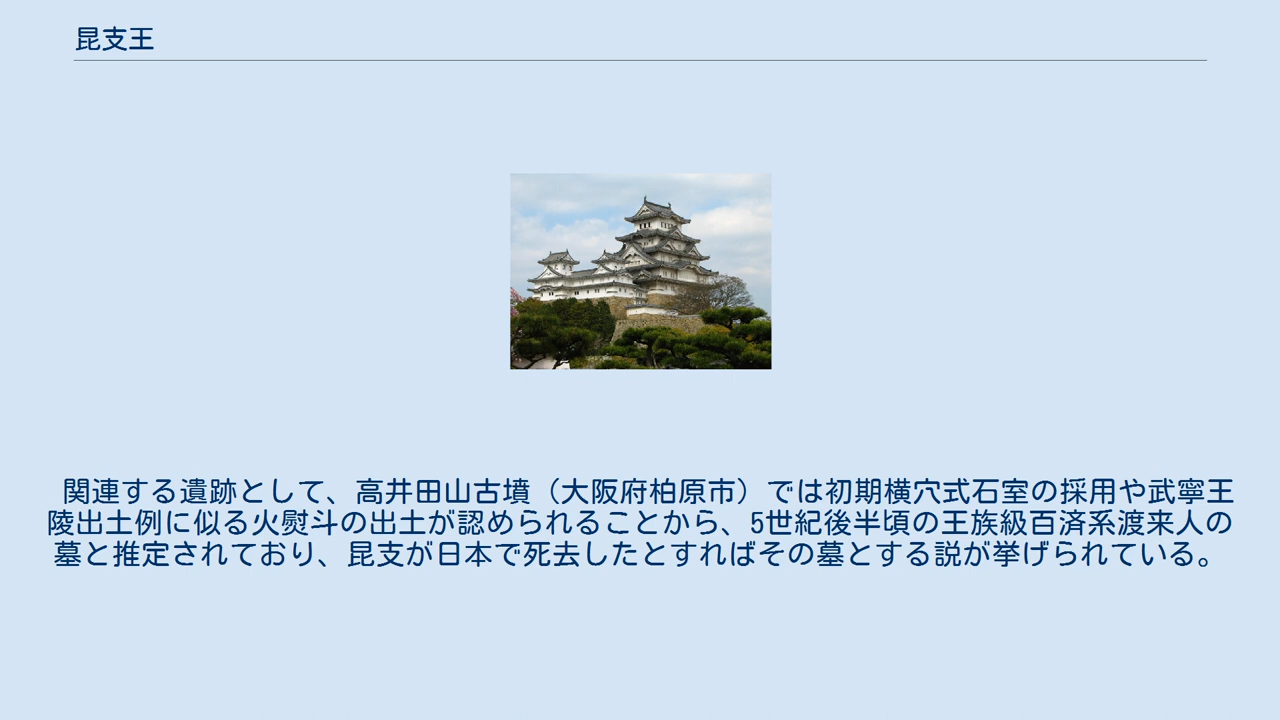 昆支王
関連する遺跡として、高井田山古墳（大阪府柏原市）では初期横穴式石室の採用や武寧王
陵出土例に似る火熨斗の出土が認められることから、5世紀後半頃の王族級百済系渡来人の
墓と推定されており、昆支が日本で死去したとすればその墓とする説が挙げられている。